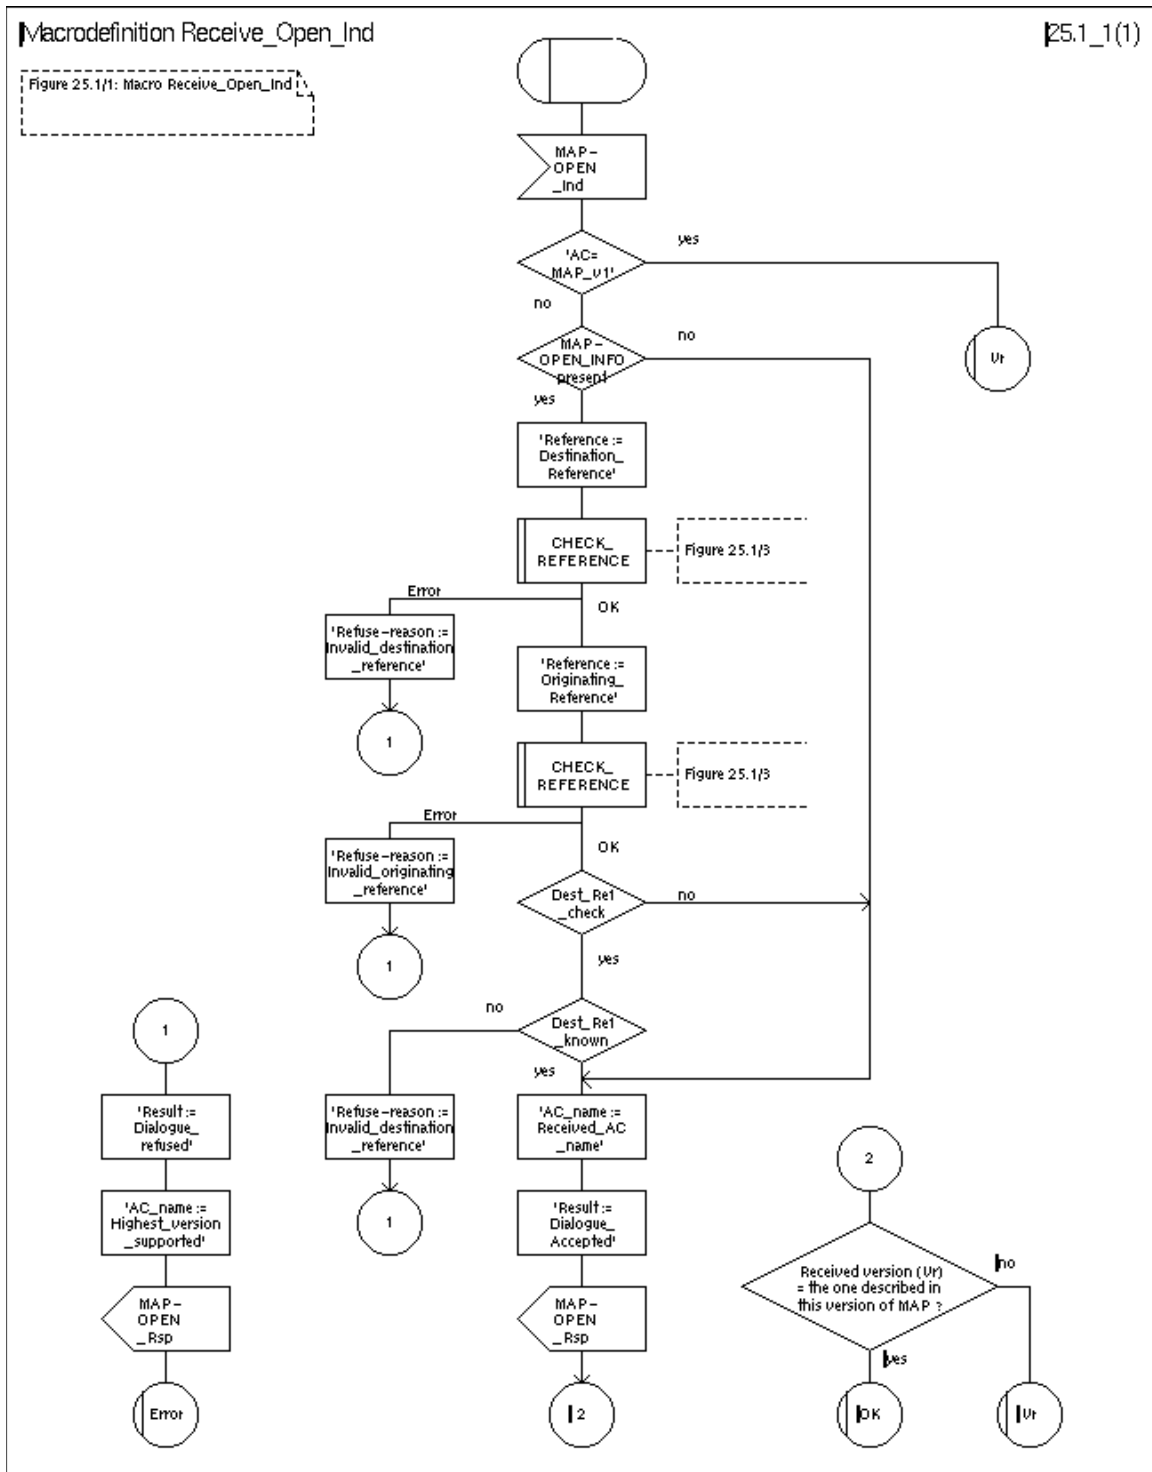 Macrodefinition Receive_Open_Ind
25.1_1(1)
Figure 25.1/1: Macro Receive_Open_Ind
MAP-
OPEN
_Ind
'AC=
MAP_v1'
yes
no
Vr
MAP-
OPEN_INFO
present
no
yes
'Reference :=
Destination_
Reference'
CHECK_
REFERENCE
Figure 25.1/3
Error
OK
'Refuse-reason :=
Invalid_destination
_reference'
1
'Reference :=
Originating_
Reference'
CHECK_
REFERENCE
Figure 25.1/3
Error
OK
'Refuse-reason :=
Invalid_originating
_reference'
1
Dest_Ref
_check
no
yes
Dest_Ref
_known
no
yes
'Refuse-reason :=
Invalid_destination
_reference'
1
1
'Result :=
Dialogue_
refused'
'AC_name :=
Highest_version
_supported'
MAP-
OPEN
_Rsp
Error
'AC_name :=
Received_AC
_name'
'Result :=
Dialogue_
Accepted'
MAP-
OPEN
_Rsp
2
2
Received version (Vr)
= the one described in
this version of MAP ?
no
yes
OK
Vr